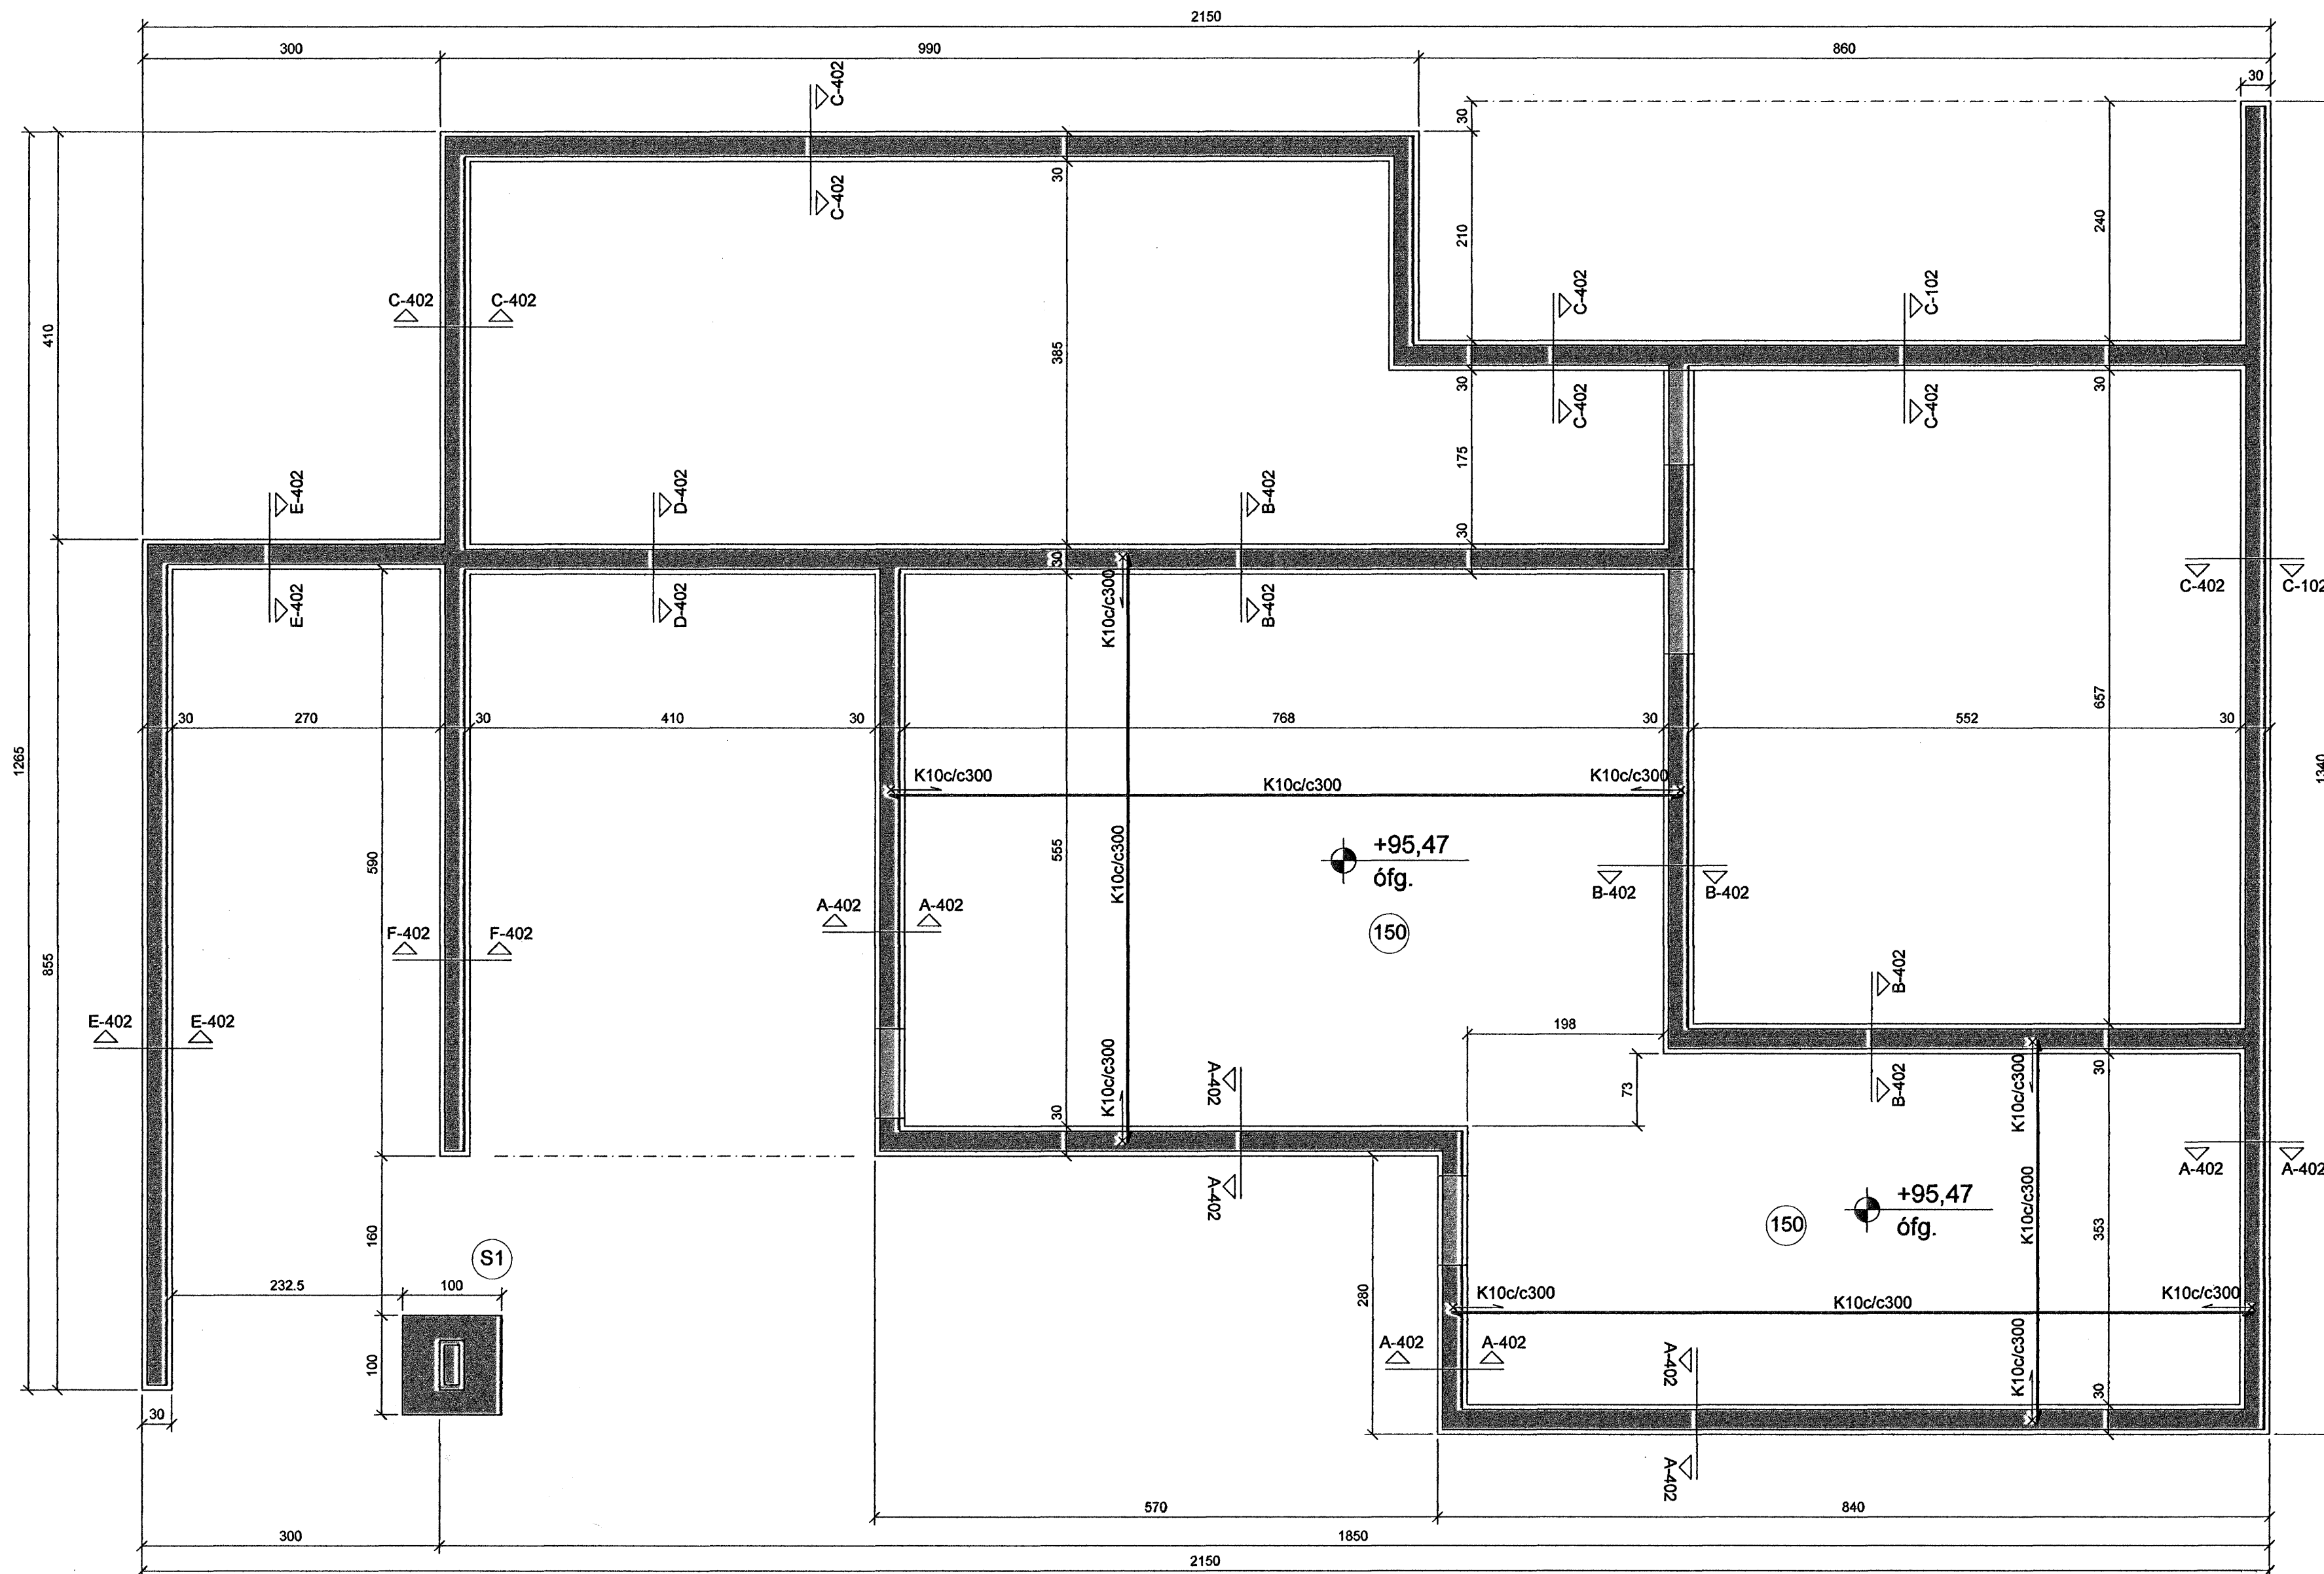 2150
300 990 860
30
C-402
30
30
C-402
210
240
C-402 C-402
C-402
C-102
410
385
30
30
C-402
C-402
175
E-402
D-402
B-402
30
30
C-402 C-102
E-402
D-402
B-402
K10c/c300
657
30 270 30 410 30 768 30 552 30
1265
1340
K10c/c300 K10c/c300 K10c/c300
+95,47
ófg.
590
555
K10c/c300
B-402 B-402
A-402 A-402
150
F-402 F-402
855
B-402
E-402 E-402
198
K10c/c300
A-402
73
30
B-402
K10c/c300
30
A-402 A-402
A-402
+95,47
ófg.
150
K10c/c300
353
160
S1
232.5 100
280
K10c/c300 K10c/c300 K10c/c300
A-402 A-402
A-402
K10c/c300
100
30
30
A-402
570 840
300 1850
2150